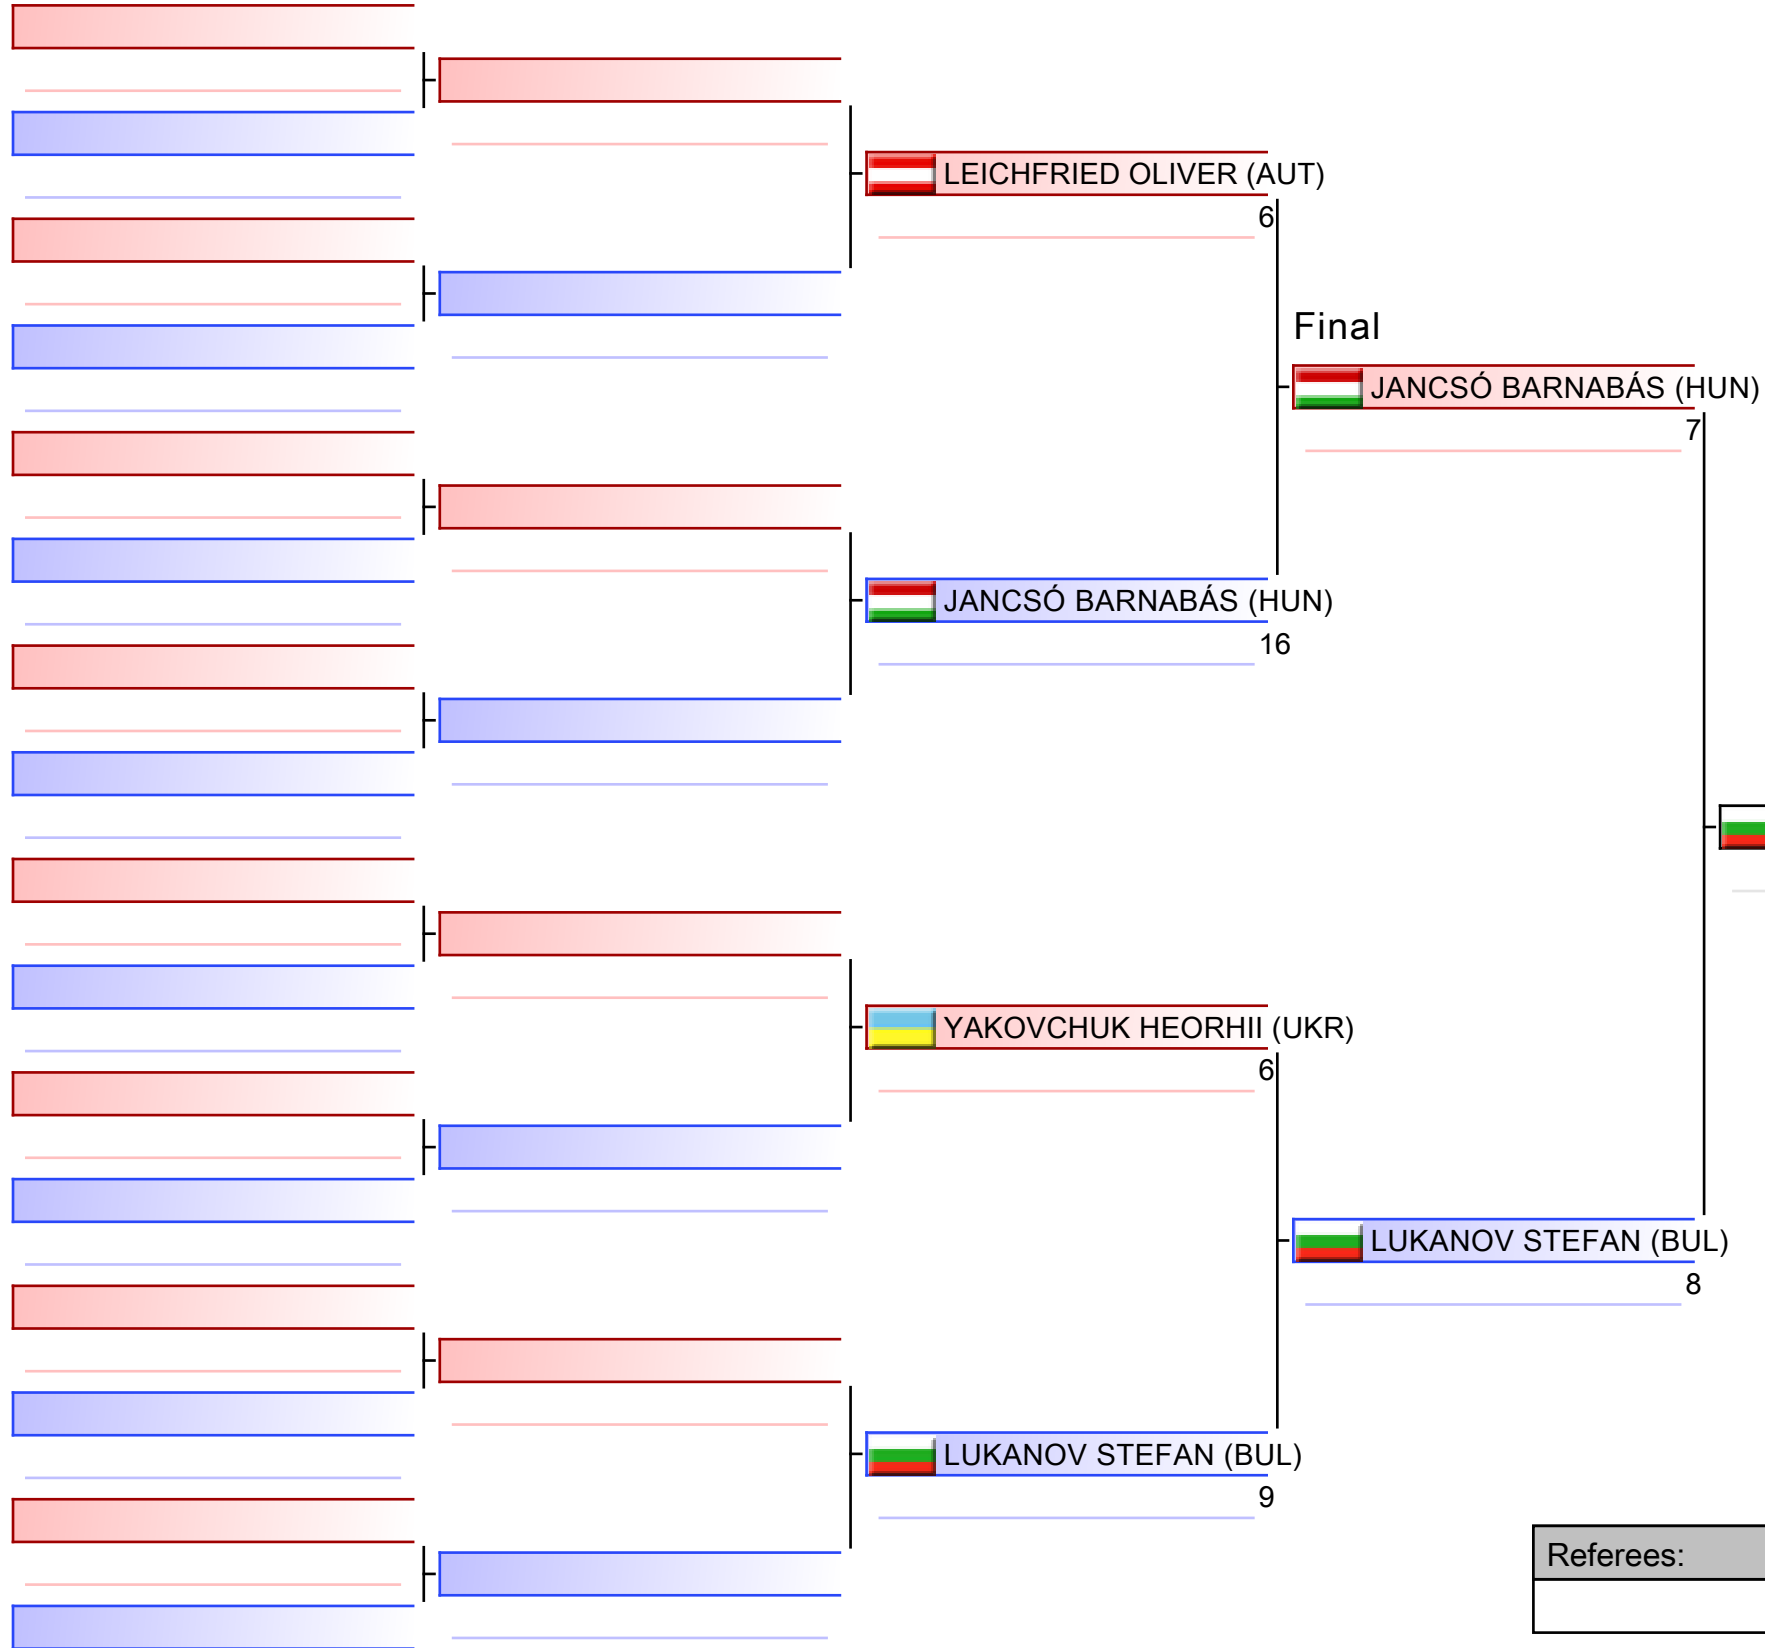 LEICHFRIED OLIVER (AUT)
6
Final
JANCSÓ BARNABÁS (HUN)
7
JANCSÓ BARNABÁS (HUN)
16
YAKOVCHUK HEORHII (UKR)
6
LUKANOV STEFAN (BUL)
8
LUKANOV STEFAN (BUL)
9
Referees: